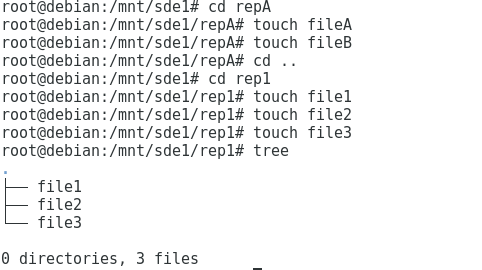 root@debian:/mnt/sde1# cd repA
root@debian:/mnt/sde1/repA# touch fileA
root@debian:/mnt/sde1/repA# touch fileB
root@debian:/mnt/sde1/repA# cd ..
root@debian:/mnt/sde1# cd rep1
root@debian:/mnt/sde1/rep1# touch file1
root@debian:/mnt/sde1/rep1# touch file2
root@debian:/mnt/sde1/rep1# touch file3
root@debian:/mnt/sde1/rep1# tree
.
├── file1
├── file2
└── file3
0 directories, 3 files